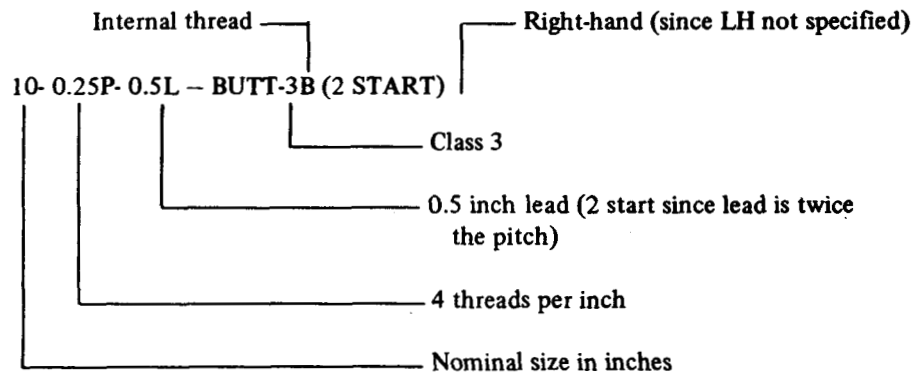 Internal thread
Right-hand (since LH not specified)
10- 0.25P- 0.5L – BUTT-3B (2 START)
Class 3
0.5 inch lead (2 start since lead is twice
the pitch)
4 threads per inch
Nominal size in inches